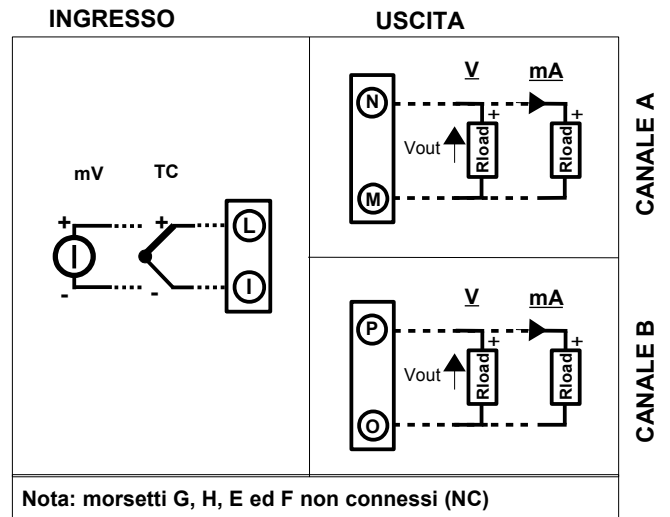 INGRESSO
USCITA
mV
TC
+
-
+
-
L
I
V
mA
N
M
Vout
+
Rload
+
Rload
CANALE A
V
mA
P
O
Vout
+
Rload
+
Rload
CANALE B
Nota: morsetti G, H, E ed F non connessi (NC)